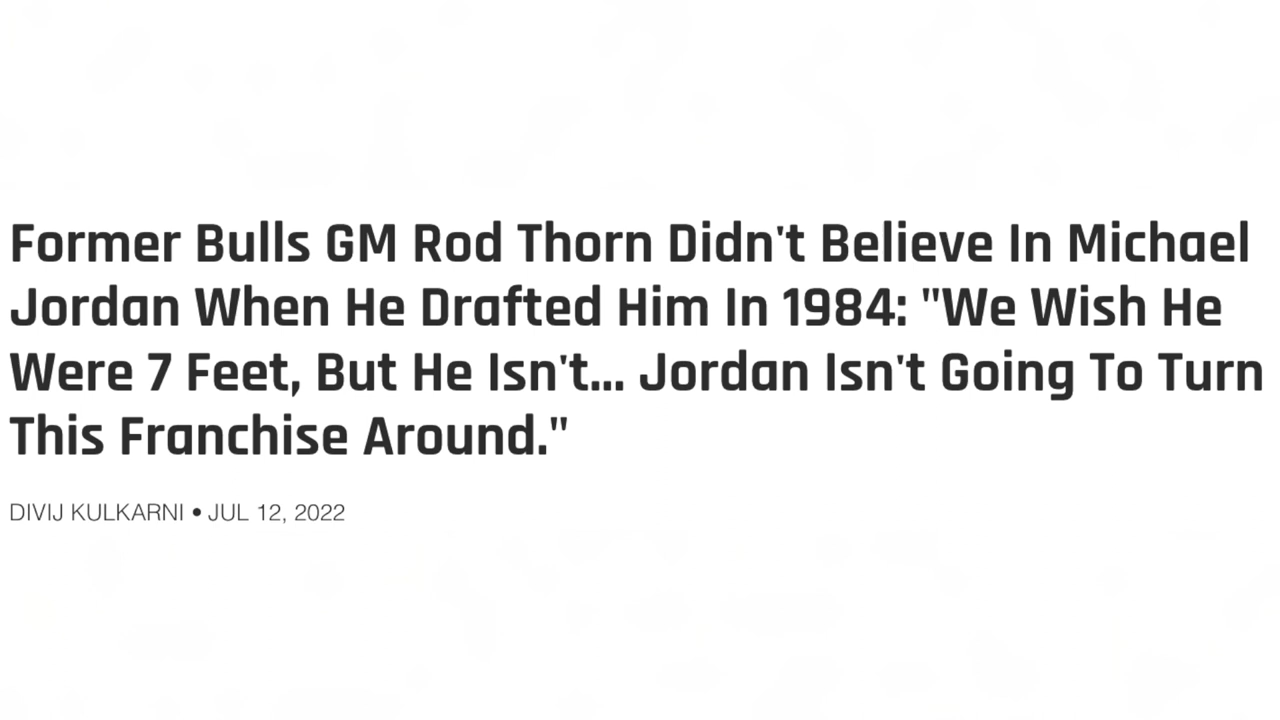 Former Bulls GM Rod Thorn Didn't Believe In Michael
Jordan When He Drafted Him In 1984: "We Wish He
Were 7 Feet, But He Isn't... Jordan Isn't Going To Turn
This Franchise Around."
DIVIJ KULKARNI • JUL 12, 2022